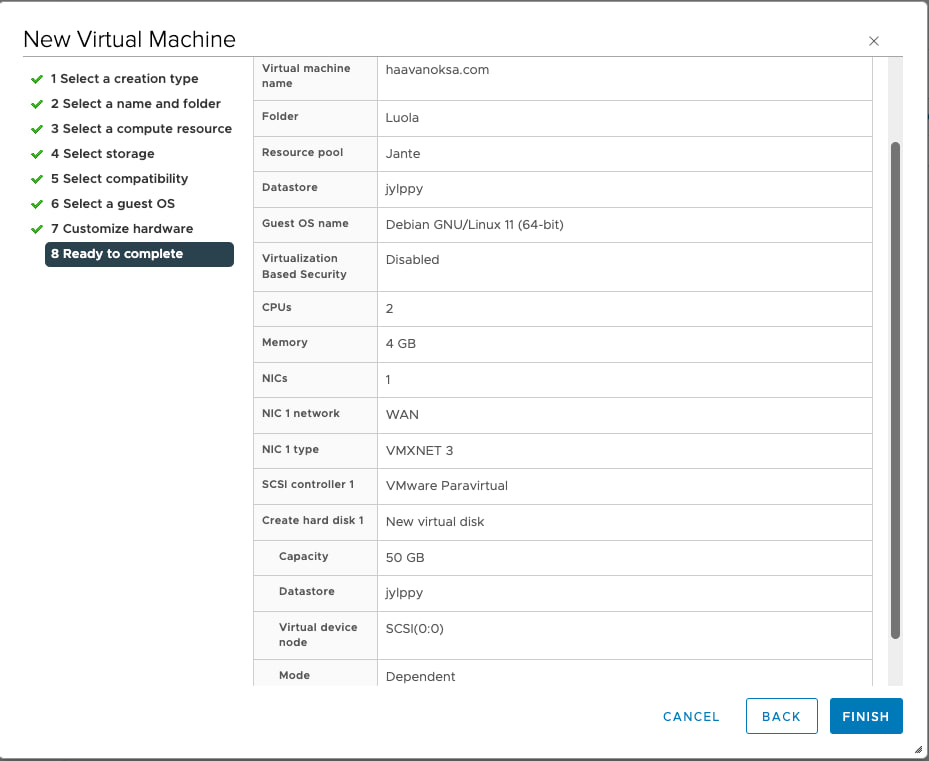 New Virtual Machine
1 Select a creation type
2 Select a name and folder
3 Select a compute resource
4 Select storage
5 Select compatibility
6 Select a guest OS
7 Customize hardware
8 Ready to complete
Virtual machine
name
haavanoksa.com
Folder
Luola
Resource pool
Jante
Datastore
jylppy
Guest OS name
Debian GNU/Linux 11 (64-bit)
Virtualization
Based Security
Disabled
CPUs
2
Memory
4 GB
NICs
1
NIC 1 network
WAN
NIC 1 type
VMXNET 3
SCSI controller 1
VMware Paravirtual
Create hard disk 1
New virtual disk
Capacity
50 GB
Datastore
jylppy
Virtual device
node
SCSI(0:0)
Mode
Dependent
CANCEL
BACK
FINISH